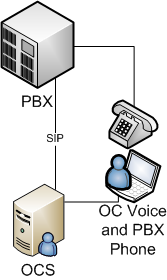 PBX
SIP
OC Voice
and PBX
Phone
OCS